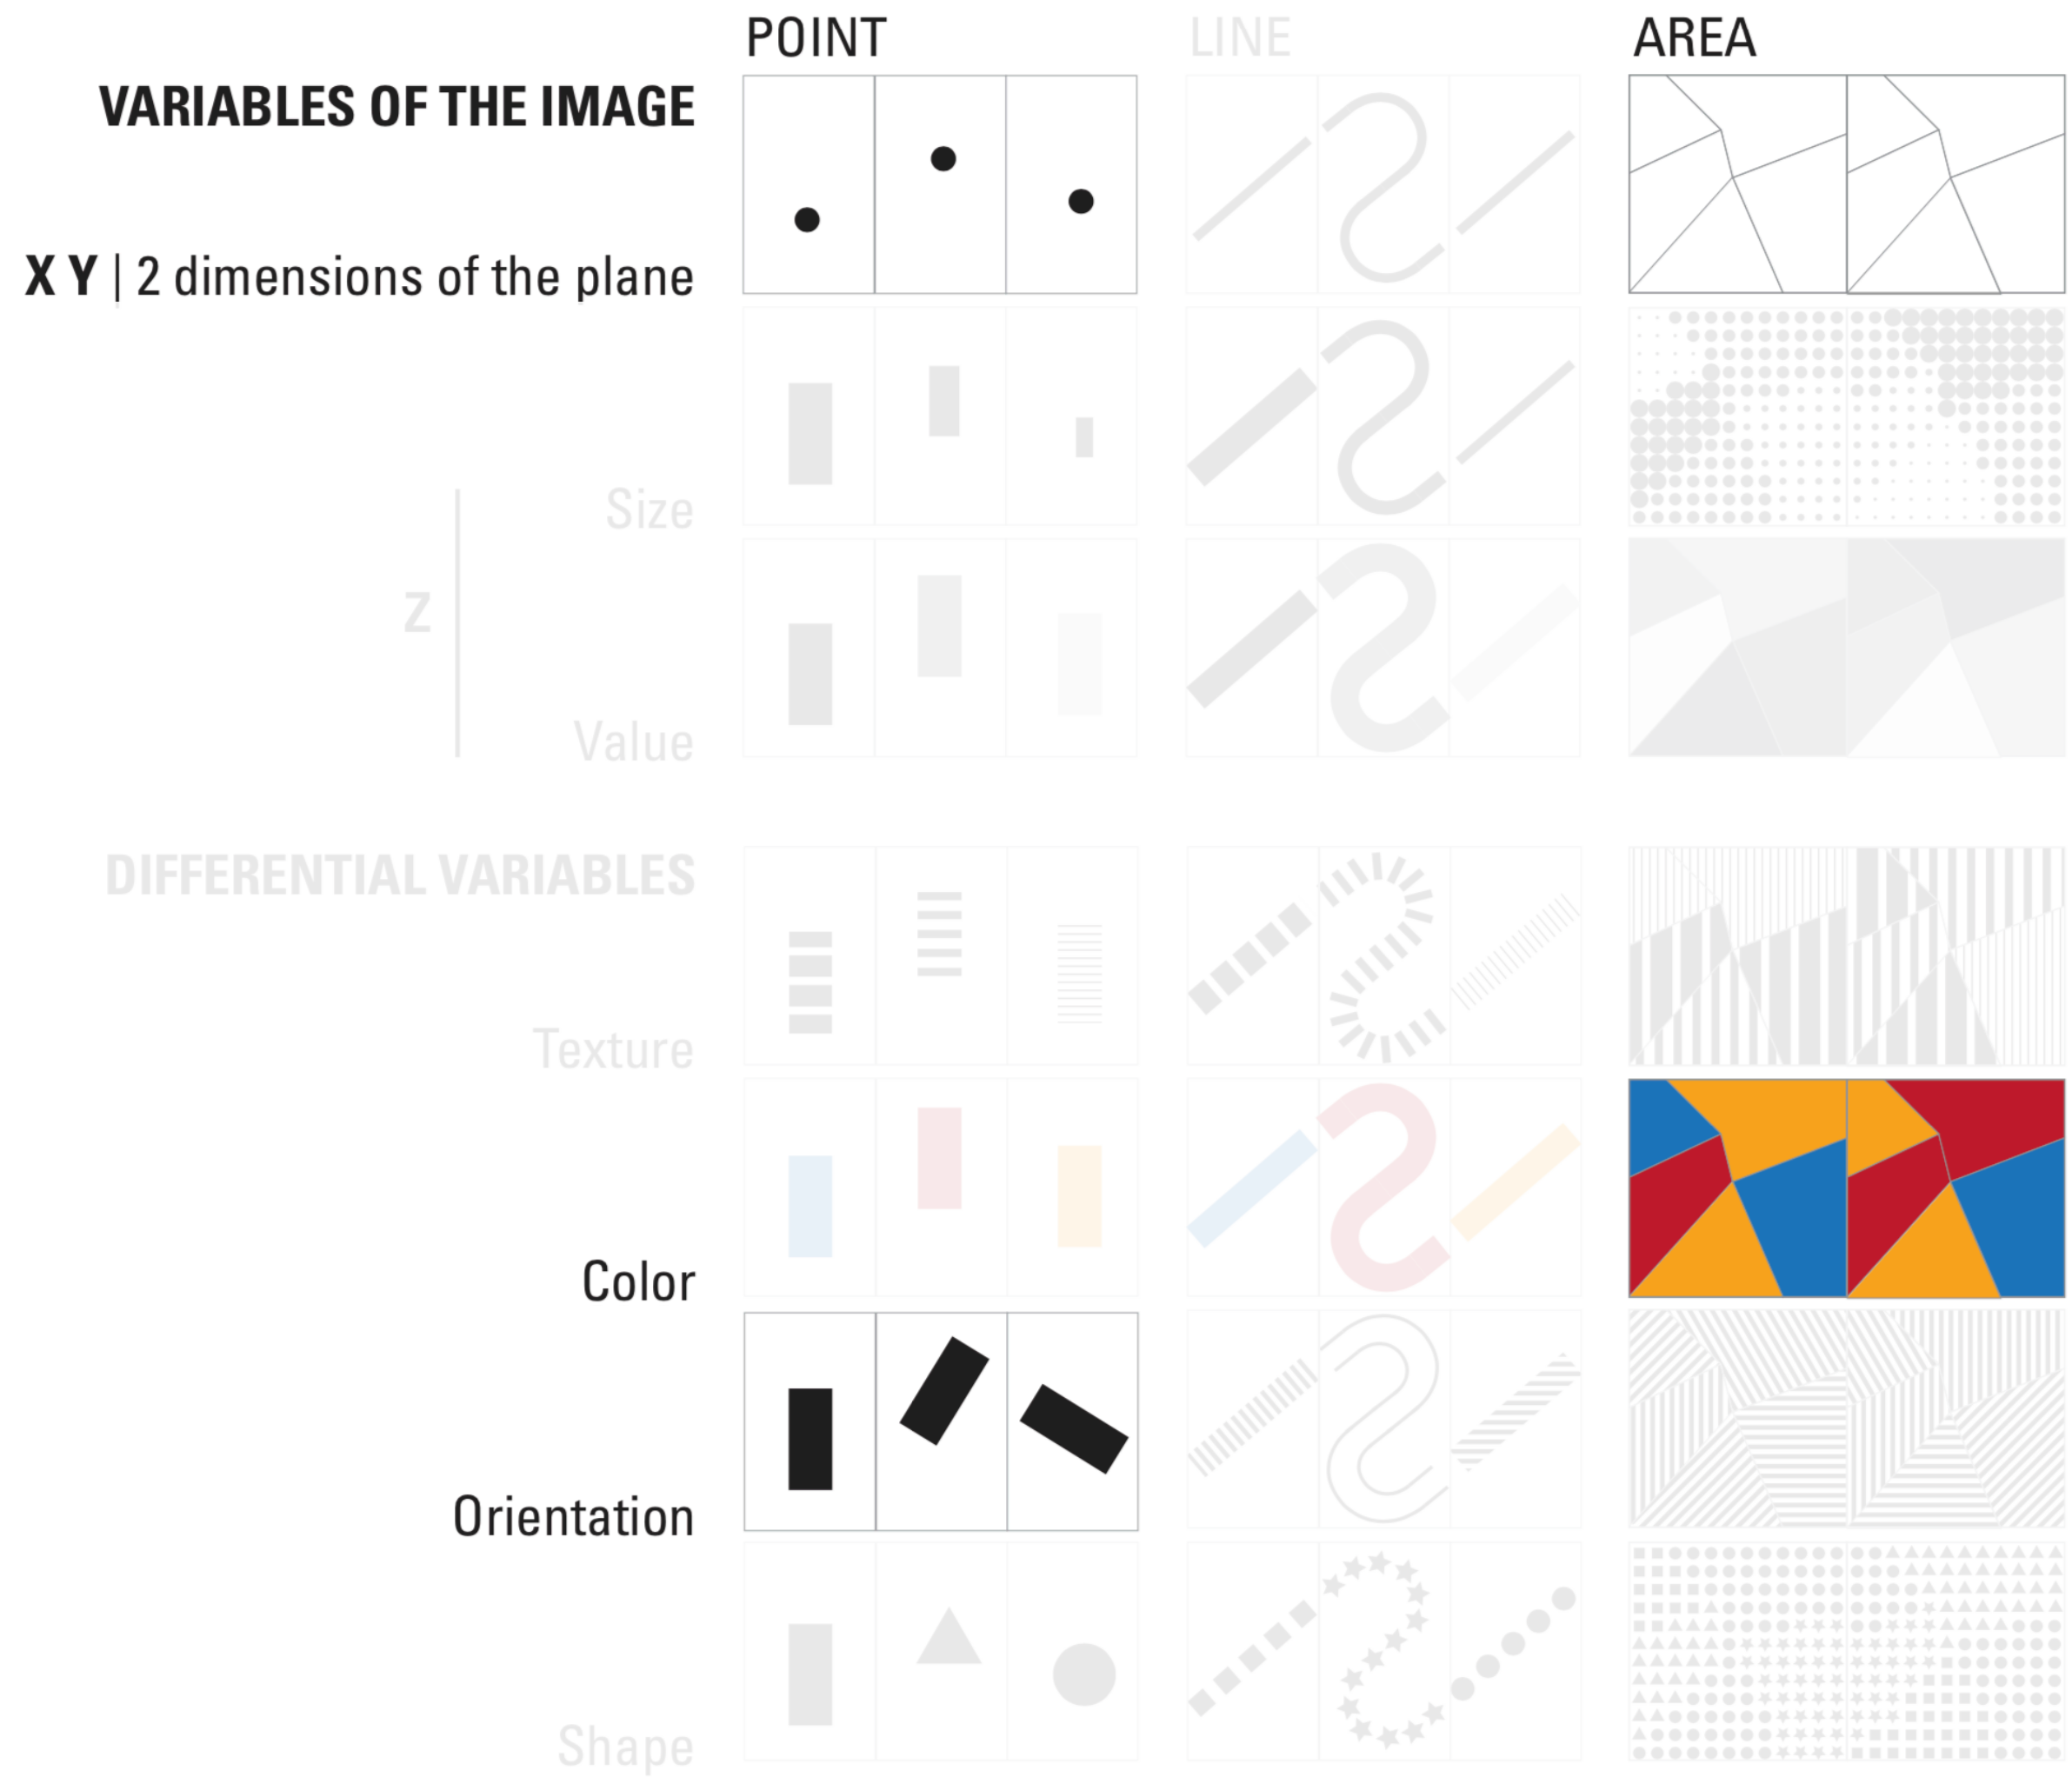 POINT LINE AREA
VARIABLES OF THE IMAGE
X Y | 2 dimensions of the plane
Size
Z
Value
DIFFERENTIAL VARIABLES
Texture
Color
Orientation
Shape